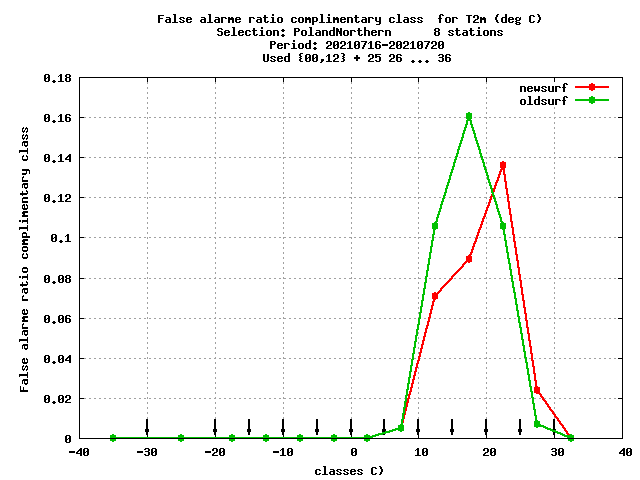 False alarme ratio complimentary class  for T2m (deg C)
Selection: PolandNorthern      8 stations
Period: 20210716-20210720
Used {00,12} + 25 26 ... 36
newsurf
oldsurf
False alarme ratio complimentary class
0.18
0.16
0.14
0.12
0.1
0.08
0.06
0.04
0.02
0
-40 -30 -20 -10 0 10 20 30 40
classes C)